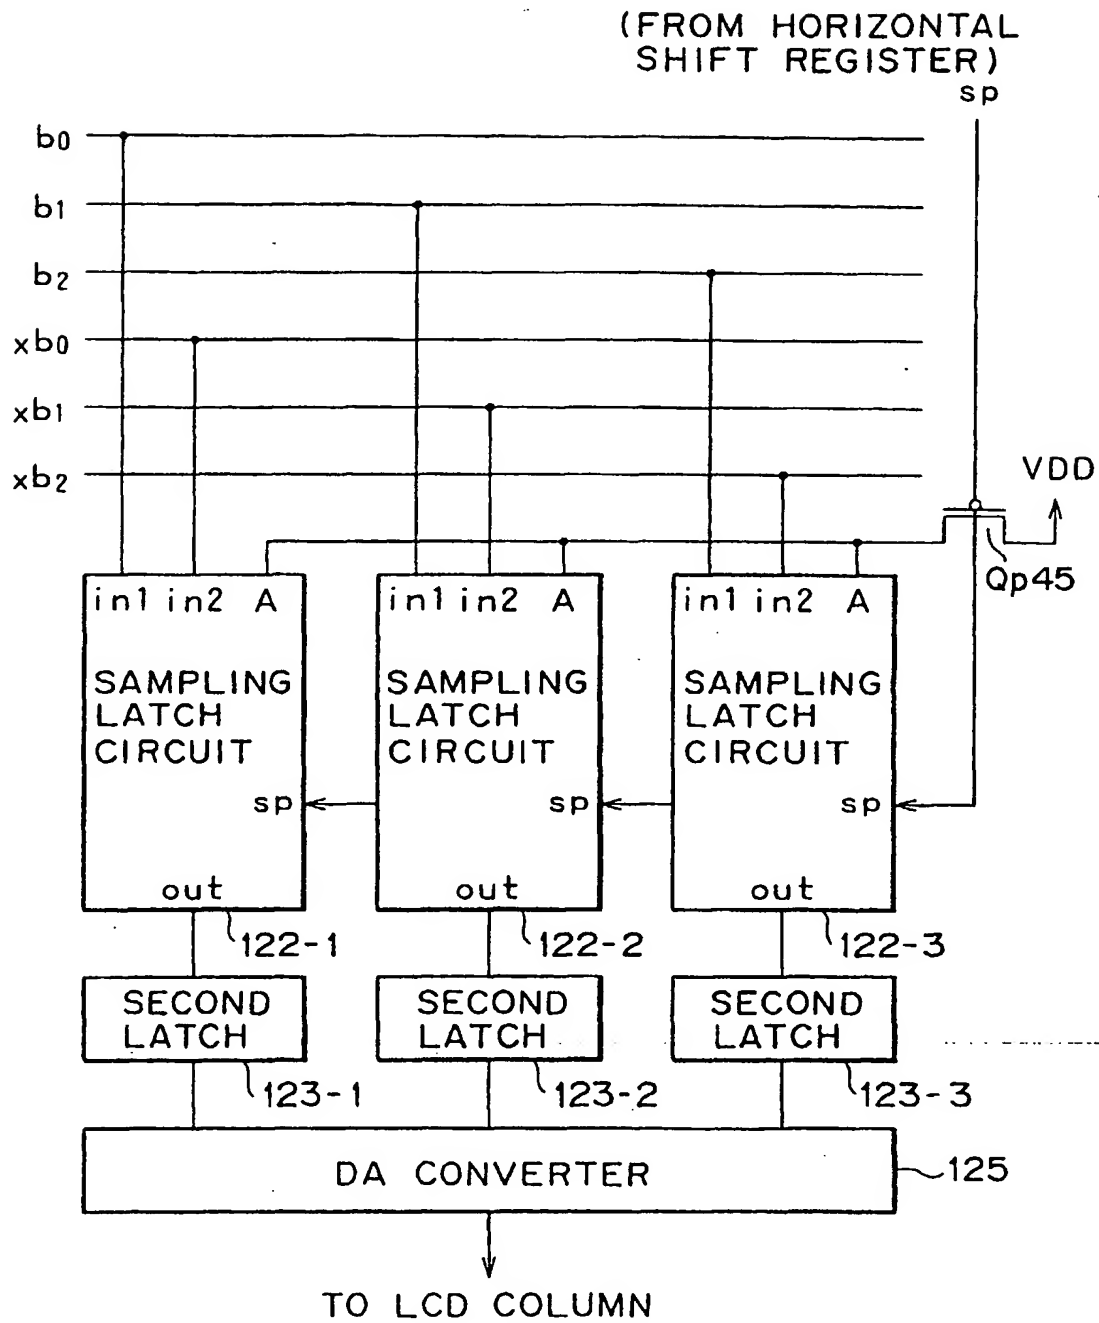 (FROM HORIZONTAL
SHIFT REGISTER)
sp
b0
b1
b2
xb0
xb1
xb2
VDD
Qp45
in1 in2 A
in1 in2 A
in1 in2 A
SAMPLING
LATCH
CIRCUIT
SAMPLING
LATCH
CIRCUIT
SAMPLING
LATCH
CIRCUIT
sp
sp
sp
out
out
out
122-1
122-2
122-3
SECOND
LATCH
SECOND
LATCH
SECOND
LATCH
123-1
123-2
123-3
DA CONVERTER
125
TO LCD COLUMN